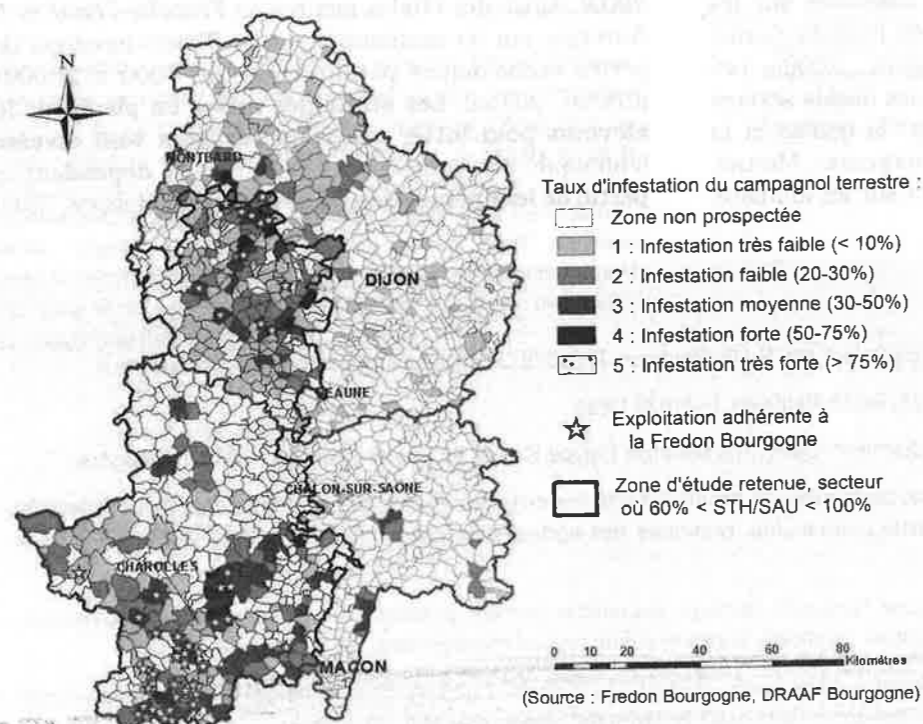 N
MONTBARD
DIJON
EAUNE
CHALON-SUR-SAONE
CHAROLLES
MACON
Taux d'infestation du campagnol terrestre :
Zone non prospectée
1 : Infestation très faible (< 10%)
2 : Infestation faible (20-30%)
3 : Infestation moyenne (30-50%)
4 : Infestation forte (50-75%)
5 : Infestation très forte (> 75%)
Exploitation adhérente à
la Fredon Bourgogne
Zone d'étude retenue, secteur
où 60% < STH/SAU < 100%
0 10 20 40 60 80
Kilomètres
(Source : Fredon Bourgogne, DRAAF Bourgogne)